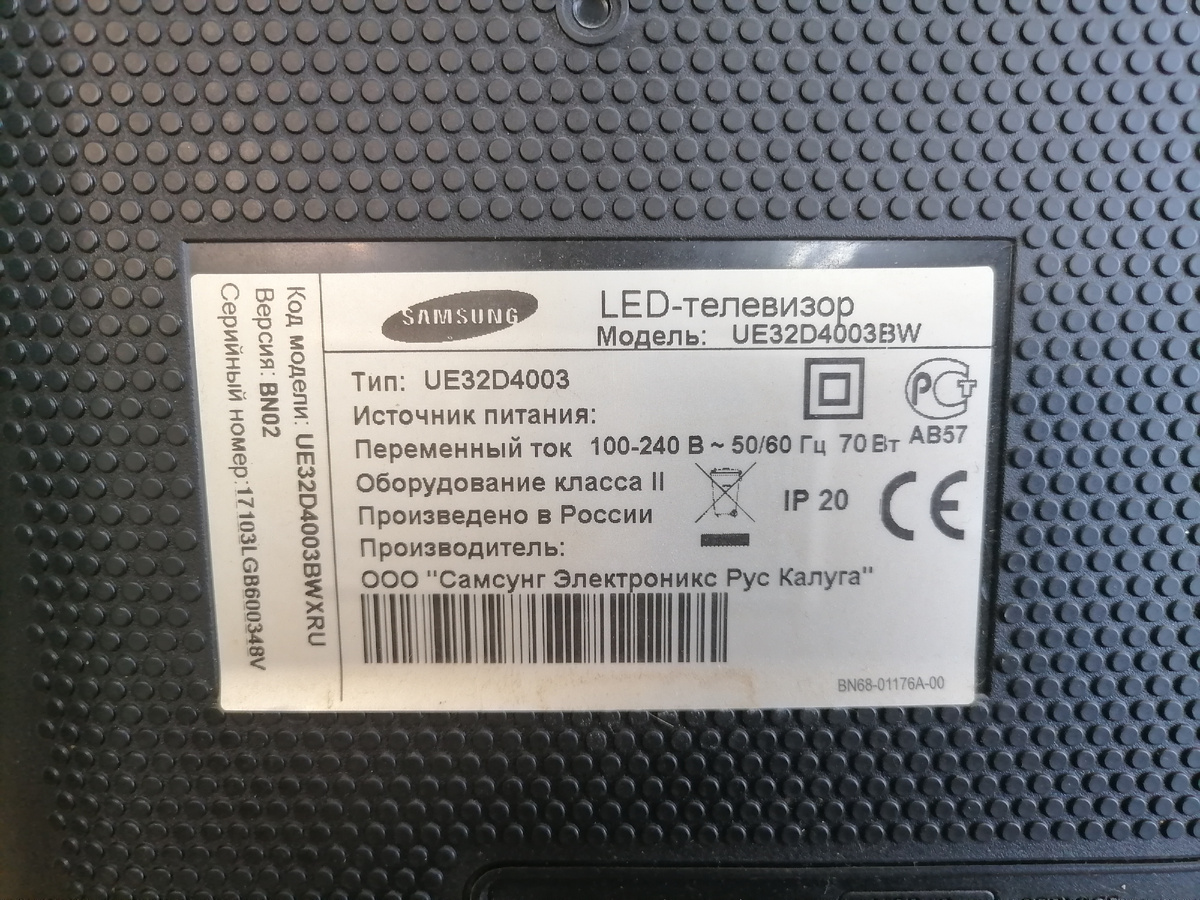 SAMSUNG
LED-телевизор
Модель: UE32D4003BW
Тип: UE32D4003
Источник питания:
Переменный ток 100-240 В ~ 50/60 Гц 70 Вт
АВ57
Оборудование класса II
IP 20
CE
Произведено в России
Производитель:
ООО "Самсунг Электроникс Рус Калуга"
BN68-01176A-00
Код модели: UE32D4003BWXRU
Версия: BN02
Серийный номер:17103LGB600348V